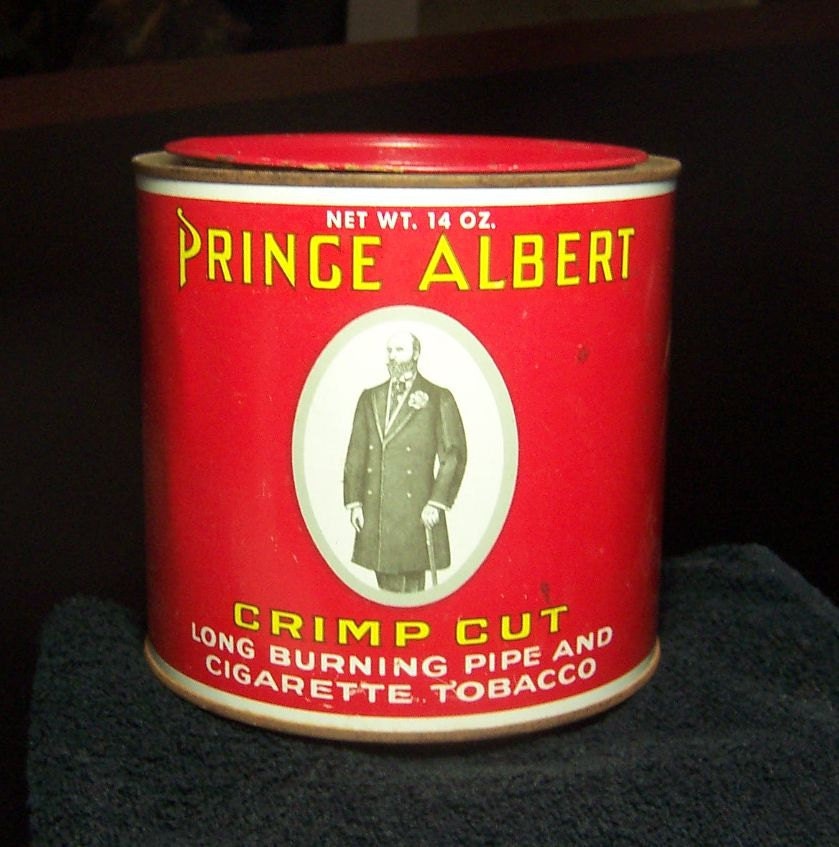 NET WT. 14 OZ.
PRINCE ALBERT
CRIMP CUT
LONG BURNING PIPE AND
CIGARETTE TOBACCO